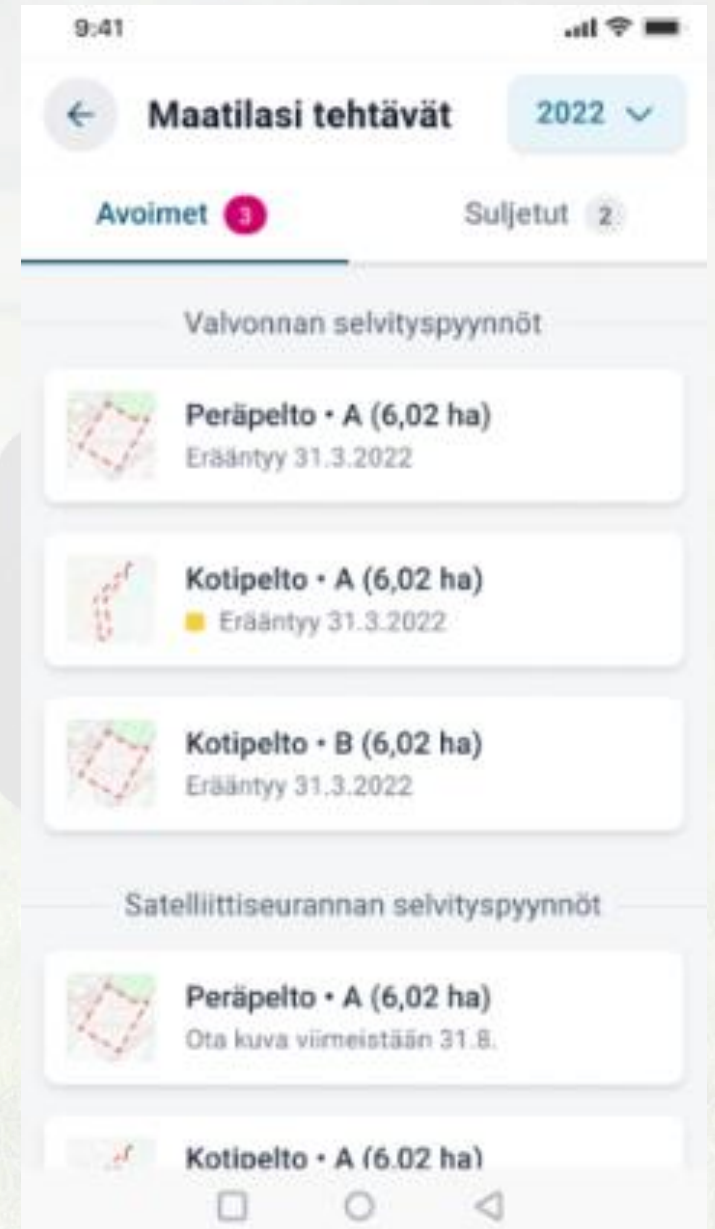 9:41
Maatilasi tehtävät
2022
Avoimet 3
Suljetut 2
Valvonnan selvityspyynnöt
Peräpelto • A (6,02 ha)
Erääntyy 31.3.2022
Kotipelto • A (6,02 ha)
Erääntyy 31.3.2022
Kotipelto • B (6,02 ha)
Erääntyy 31.3.2022
Satelliittiseurannan selvityspyynnöt
Peräpelto • A (6,02 ha)
Ota kuva viimeistään 31.8.
Kotipelto • A (6,02 ha)